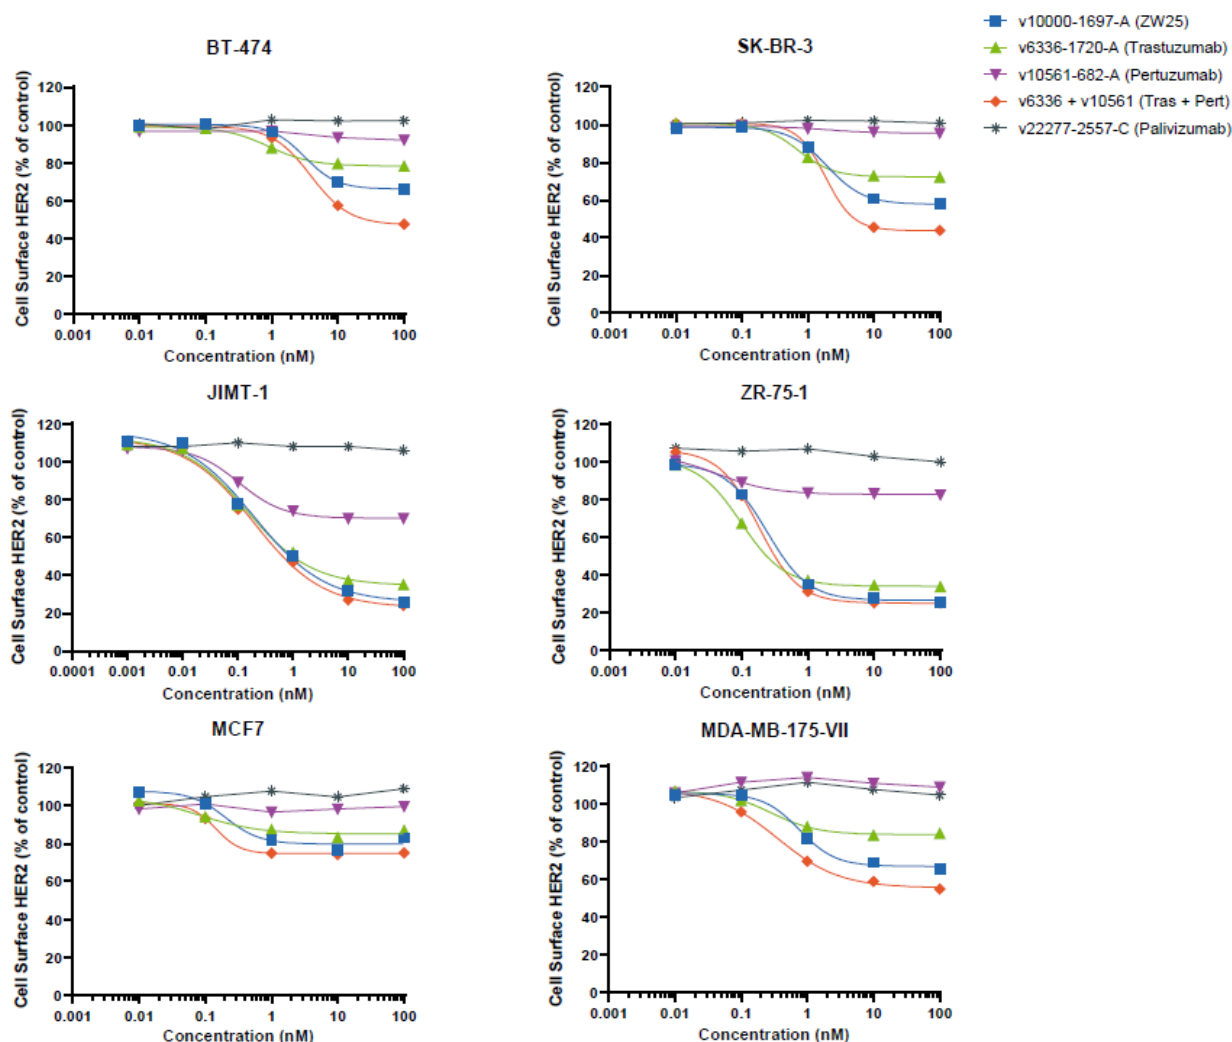 v10000-1697-A (ZW25)
v6336-1720-A (Trastuzumab)
v10561-682-A (Pertuzumab)
v6336 + v10561 (Tras + Pert)
v22277-2557-C (Palivizumab)
BT-474
Cell Surface HER2 (% of control)
120
100
80
60
40
20
0
0.001 0.01 0.1 1 10 100
Concentration (nM)
SK-BR-3
Cell Surface HER2 (% of control)
120
100
80
60
40
20
0
0.001 0.01 0.1 1 10 100
Concentration (nM)
JIMT-1
Cell Surface HER2 (% of control)
120
100
80
60
40
20
0
0.0001 0.001 0.01 0.1 1 10 100
Concentration (nM)
ZR-75-1
Cell Surface HER2 (% of control)
120
100
80
60
40
20
0
0.001 0.01 0.1 1 10 100
Concentration (nM)
MCF7
Cell Surface HER2 (% of control)
120
100
80
60
40
20
0
0.001 0.01 0.1 1 10 100
Concentration (nM)
MDA-MB-175-VII
Cell Surface HER2 (% of control)
120
100
80
60
40
20
0
0.001 0.01 0.1 1 10 100
Concentration (nM)